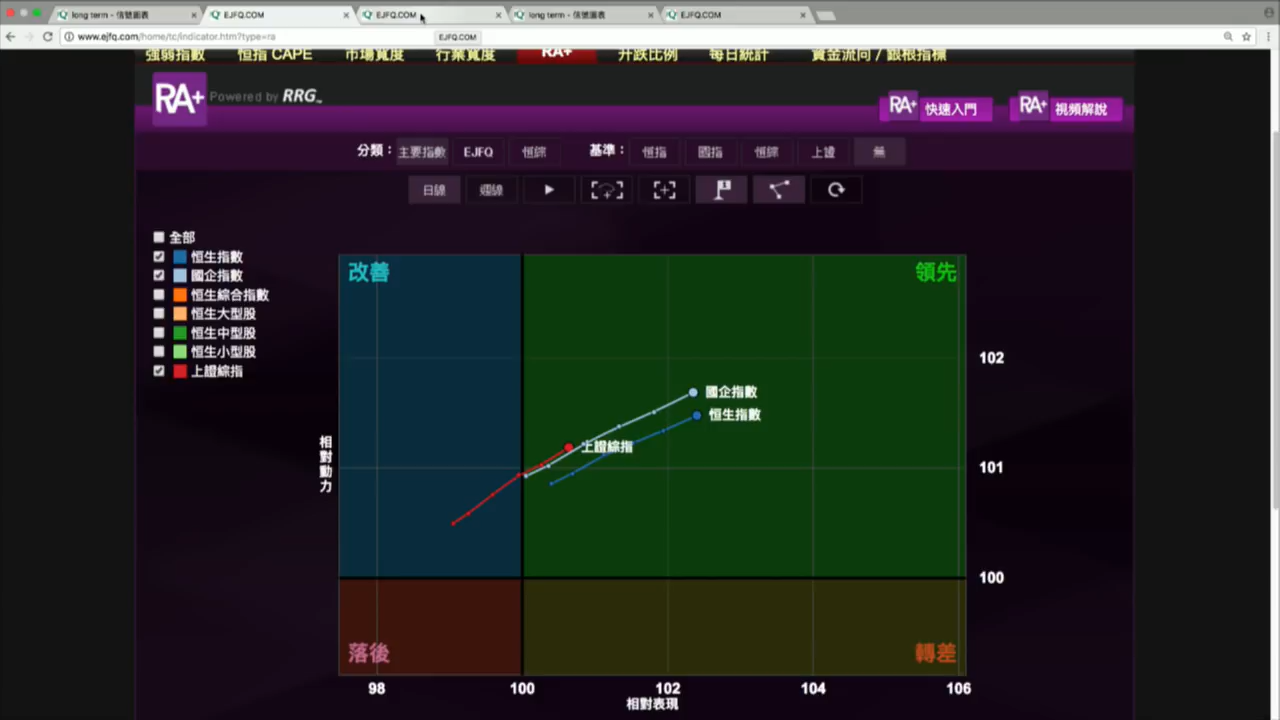 long term - 信號圖表
EJFQ.COM
EJFQ.COM
long term - 信號圖表
EJFQ.COM
www.ejfq.com/home/tc/indicator.htm?type=ra
EJFQ.COM
強弱指數 恒指 CAPE 市場寬度 行業寬度 RA+ 升跌比例 每日統計 資金流向 / 銀根指標
RA+ Powered by RRG
RA+ 快速入門
RA+ 視頻解說
分類： 主要指數 EJFQ 恒綜 基準： 恒指 國指 恒綜 上證 無
日線 週線
全部
恒生指數
國企指數
恒生綜合指數
恒生大型股
恒生中型股
恒生小型股
上證綜指
改善
領先
102
國企指數
恒生指數
上證綜指
相對動力
101
100
落後
轉差
98 100 102 104 106
相對表現